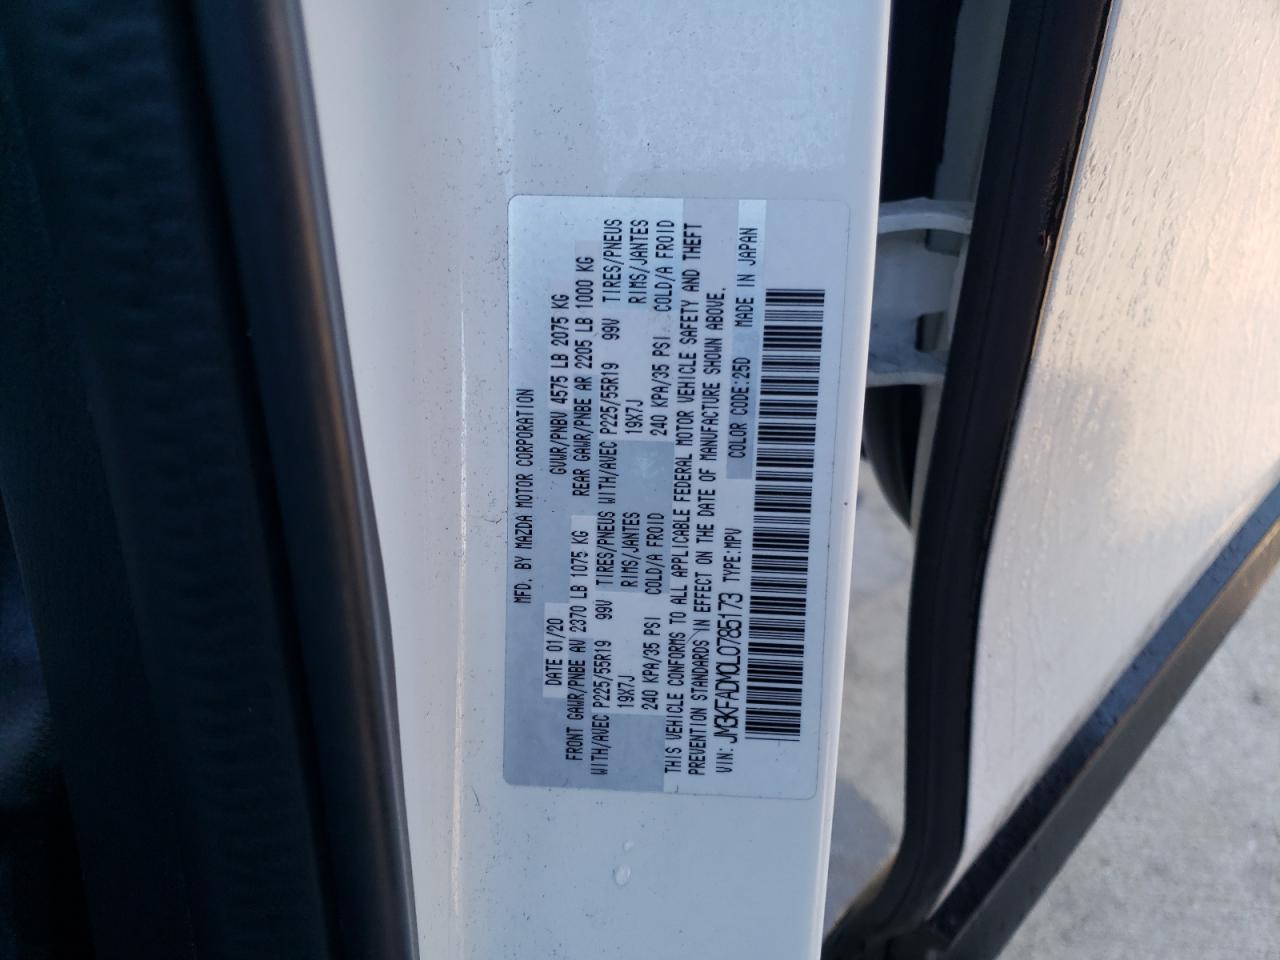 MFD. BY MAZDA MOTOR CORPORATION
DATE 01/20 GVWR/PNBV 4575 LB 2075 KG
FRONT GAWR/PNBE AV 2370 LB 1075 KG REAR GAWR/PNBE AR 2205 LB 1000 KG
WITH/AVEC P225/55R19 99V TIRES/PNEUS WITH/AVEC P225/55R19 99V TIRES/PNEUS
19X7J RIMS/JANTES 19X7J RIMS/JANTES
240 KPA/35 PSI COLD/A FROID 240 KPA/35 PSI COLD/A FROID
THIS VEHICLE CONFORMS TO ALL APPLICABLE FEDERAL MOTOR VEHICLE SAFETY AND THEFT
PREVENTION STANDARDS IN EFFECT ON THE DATE OF MANUFACTURE SHOWN ABOVE.
VIN: JM3KFADM0L0785173 TYPE:MPV COLOR CODE:25D MADE IN JAPAN